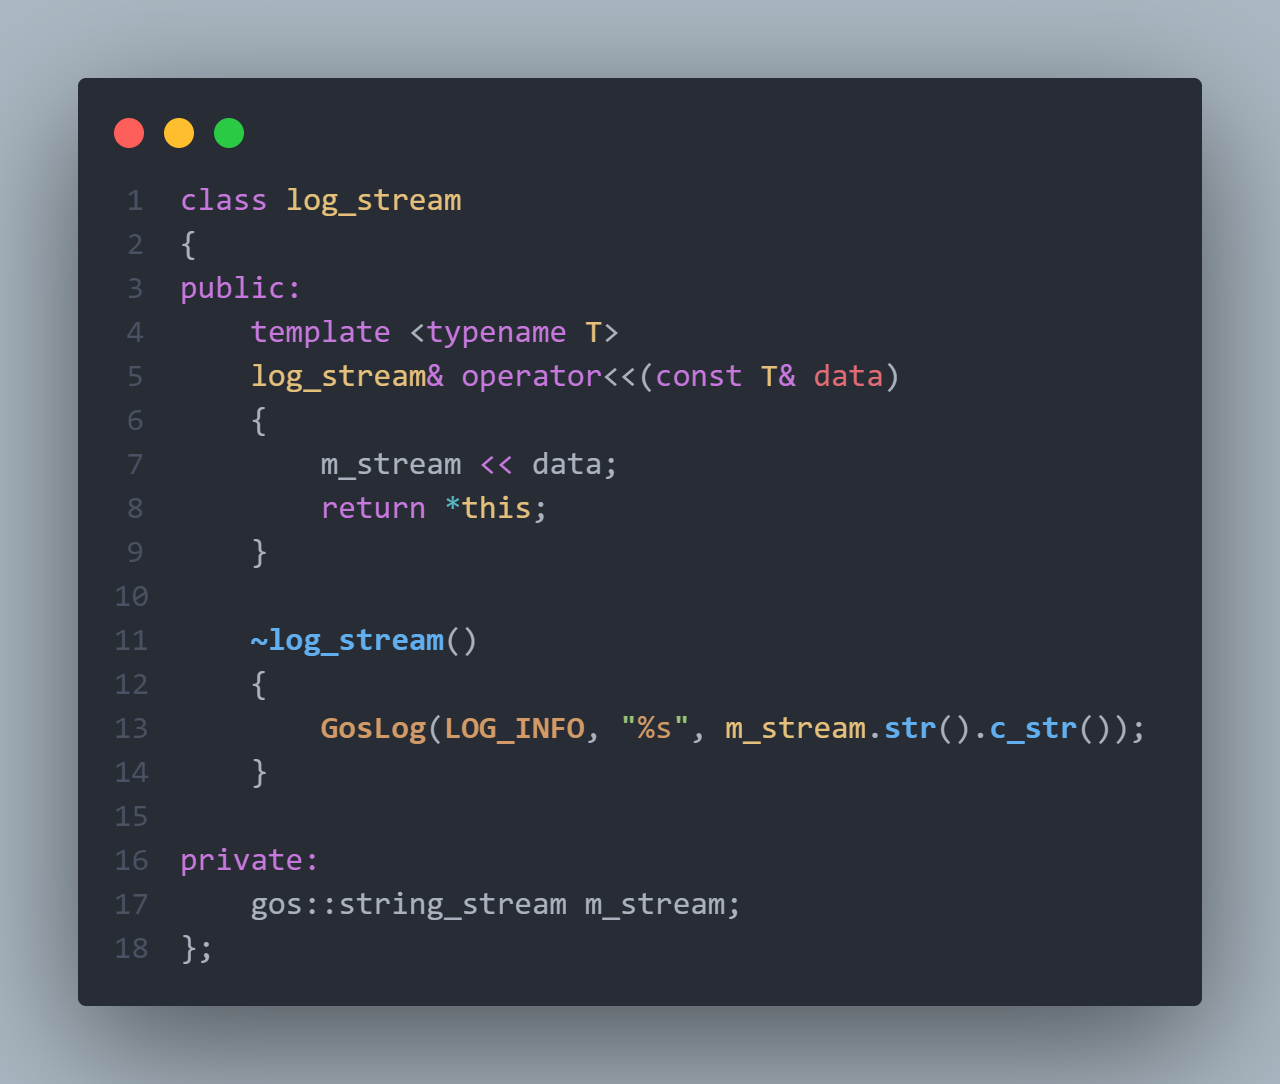 1 class log_stream
2 {
3 public:
4     template <typename T>
5     log_stream& operator<<(const T& data)
6     {
7         m_stream << data;
8         return *this;
9     }
10
11     ~log_stream()
12     {
13         GosLog(LOG_INFO, "%s", m_stream.str().c_str());
14     }
15
16 private:
17     gos::string_stream m_stream;
18 };